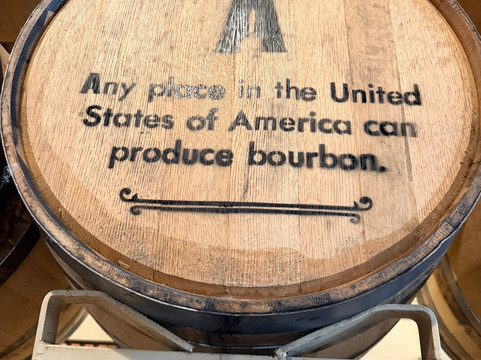 A
Any place in the United
States of America can
produce bourbon.